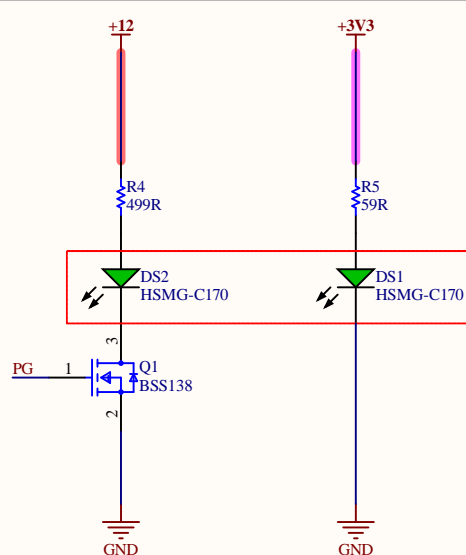 +12
+3V3
R4
499R
R5
59R
DS2
HSMG-C170
DS1
HSMG-C170
3
PG
1
Q1
BSS138
2
GND
GND